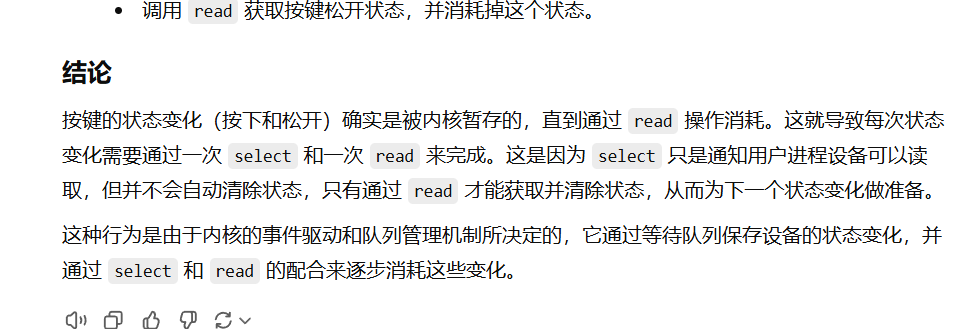 • 调用 read 获取按键松开状态，并消耗掉这个状态。
结论
按键的状态变化（按下和松开）确实是被内核暂存的，直到通过 read 操作消耗。这就导致每次状态
变化需要通过一次 select 和一次 read 来完成。这是因为 select 只是通知用户进程设备可以读
取，但并不会自动清除状态，只有通过 read 才能获取并清除状态，从而为下一个状态变化做准备。
这种行为是由于内核的事件驱动和队列管理机制所决定的，它通过等待队列保存设备的状态变化，并
通过 select 和 read 的配合来逐步消耗这些变化。